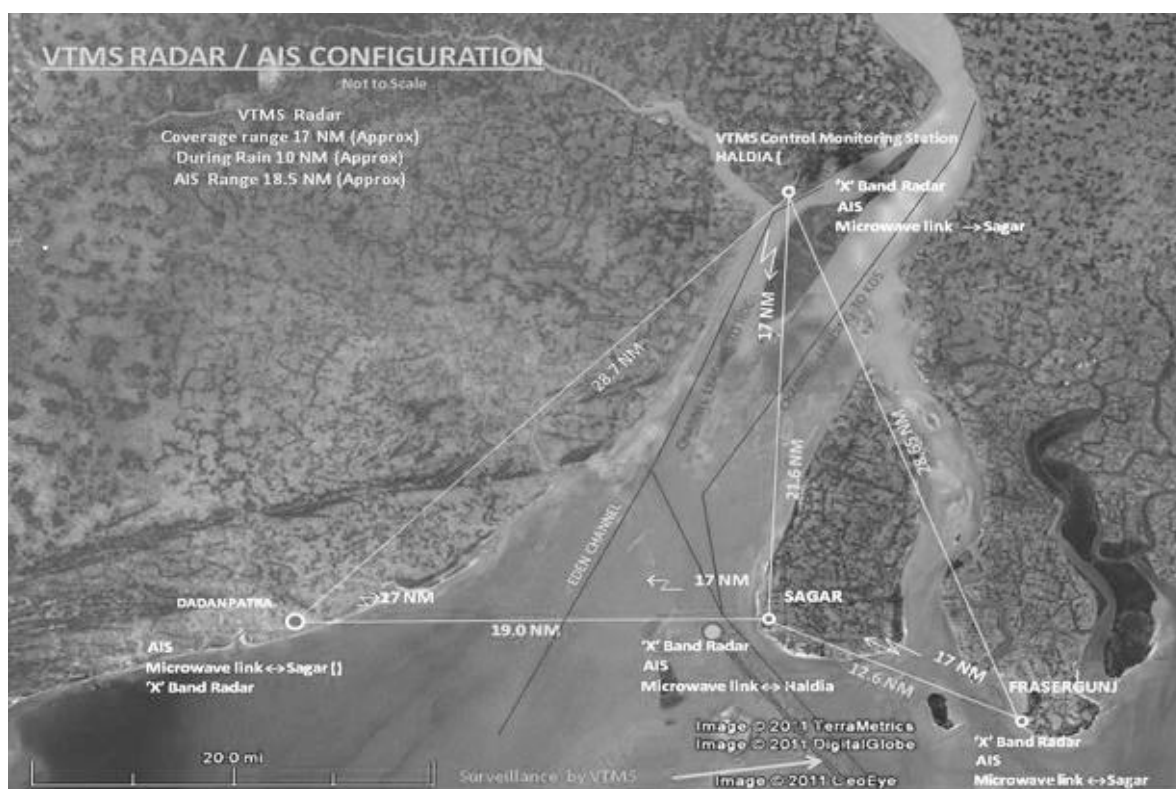 VTMS RADAR / AIS CONFIGURATION
Not to Scale
VTMS Radar
Coverage range 17 NM (Approx)
During Rain 10 NM (Approx)
AIS Range 18.5 NM (Approx)
VTMS Control Monitoring Station
HALDIA [
'X' Band Radar
AIS
Microwave link →Sagar
17 NM
28.7 NM
28.65 NM
21.6 NM
EDEN CHANNEL
17 NM
SAGAR
DADANPATRA
17 NM
19.0 NM
AIS
Microwave link ↔ Sagar []
'X' Band Radar
'X' Band Radar
AIS
Microwave link ↔ Haldia
17 NM
12.6 NM
FRASERGUNJ
'X' Band Radar
AIS
Microwave link ↔Sagar
Image © 2011 TerraMetrics
Image © 2011 DigitalGlobe
Image © 2011 GeoEye
20.0 mi
Surveillance by VTMS